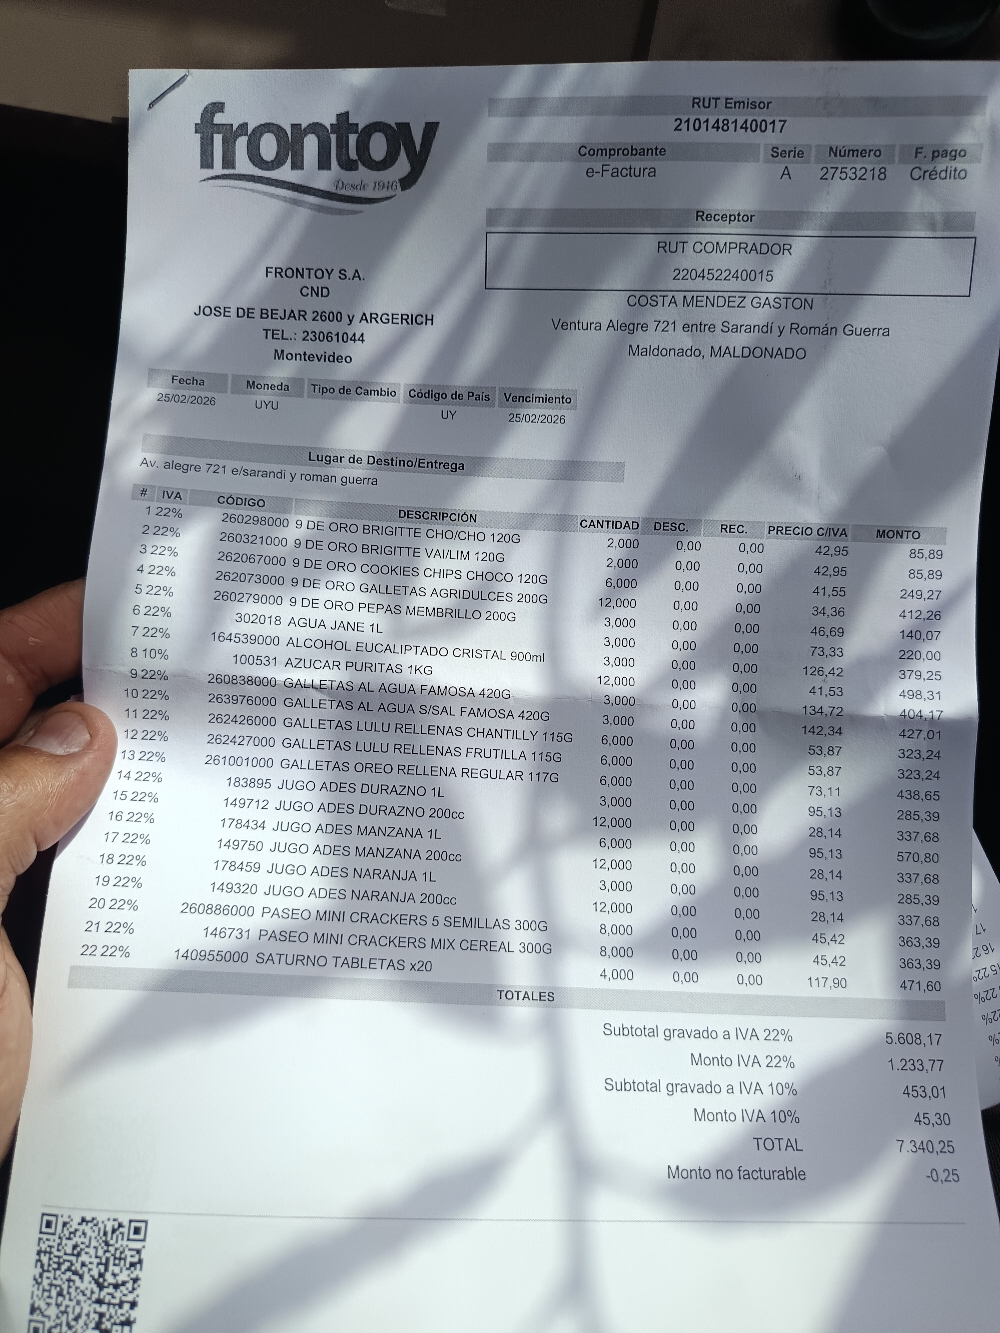 frontoy
Desde 1946
RUT Emisor
210148140017
Comprobante Serie Número F. pago
e-Factura A 2753218 Crédito
Receptor
RUT COMPRADOR
220452240015
COSTA MENDEZ GASTON
Ventura Alegre 721 entre Sarandí y Román Guerra
Maldonado, MALDONADO
FRONTOY S.A.
CND
JOSE DE BEJAR 2600 y ARGERICH
TEL.: 23061044
Montevideo
Fecha Moneda Tipo de Cambio Código de País Vencimiento
25/02/2026 UYU UY 25/02/2026
Lugar de Destino/Entrega
Av. alegre 721 e/sarandi y roman guerra
# IVA CÓDIGO DESCRIPCIÓN CANTIDAD DESC. REC. PRECIO C/IVA MONTO
1 22% 260298000 9 DE ORO BRIGITTE CHO/CHO 120G 2,000 0,00 0,00 42,95 85,89
2 22% 260321000 9 DE ORO BRIGITTE VAI/LIM 120G 2,000 0,00 0,00 42,95 85,89
3 22% 262067000 9 DE ORO COOKIES CHIPS CHOCO 120G 6,000 0,00 0,00 41,55 249,27
4 22% 262073000 9 DE ORO GALLETAS AGRIDULCES 200G 12,000 0,00 0,00 34,36 412,26
5 22% 260279000 9 DE ORO PEPAS MEMBRILLO 200G 3,000 0,00 0,00 46,69 140,07
6 22% 302018 AGUA JANE 1L 3,000 0,00 0,00 73,33 220,00
7 22% 164539000 ALCOHOL EUCALIPTADO CRISTAL 900ml 3,000 0,00 0,00 126,42 379,25
8 10% 100531 AZUCAR PURITAS 1KG 12,000 0,00 0,00 41,53 498,31
9 22% 260838000 GALLETAS AL AGUA FAMOSA 420G 3,000 0,00 0,00 134,72 404,17
10 22% 263976000 GALLETAS AL AGUA S/SAL FAMOSA 420G 3,000 0,00 0,00 142,34 427,01
11 22% 262426000 GALLETAS LULU RELLENAS CHANTILLY 115G 6,000 0,00 0,00 53,87 323,24
12 22% 262427000 GALLETAS LULU RELLENAS FRUTILLA 115G 6,000 0,00 0,00 53,87 323,24
13 22% 261001000 GALLETAS OREO RELLENA REGULAR 117G 6,000 0,00 0,00 73,11 438,65
14 22% 183895 JUGO ADES DURAZNO 1L 3,000 0,00 0,00 95,13 285,39
15 22% 149712 JUGO ADES DURAZNO 200cc 12,000 0,00 0,00 28,14 337,68
16 22% 178434 JUGO ADES MANZANA 1L 6,000 0,00 0,00 95,13 570,80
17 22% 149750 JUGO ADES MANZANA 200cc 12,000 0,00 0,00 28,14 337,68
18 22% 178459 JUGO ADES NARANJA 1L 3,000 0,00 0,00 95,13 285,39
19 22% 149320 JUGO ADES NARANJA 200cc 12,000 0,00 0,00 28,14 337,68
20 22% 260886000 PASEO MINI CRACKERS 5 SEMILLAS 300G 8,000 0,00 0,00 45,42 363,39
21 22% 146731 PASEO MINI CRACKERS MIX CEREAL 300G 8,000 0,00 0,00 45,42 363,39
22 22% 140955000 SATURNO TABLETAS x20 4,000 0,00 0,00 117,90 471,60
TOTALES
Subtotal gravado a IVA 22% 5.608,17
Monto IVA 22% 1.233,77
Subtotal gravado a IVA 10% 453,01
Monto IVA 10% 45,30
TOTAL 7.340,25
Monto no facturable -0,25